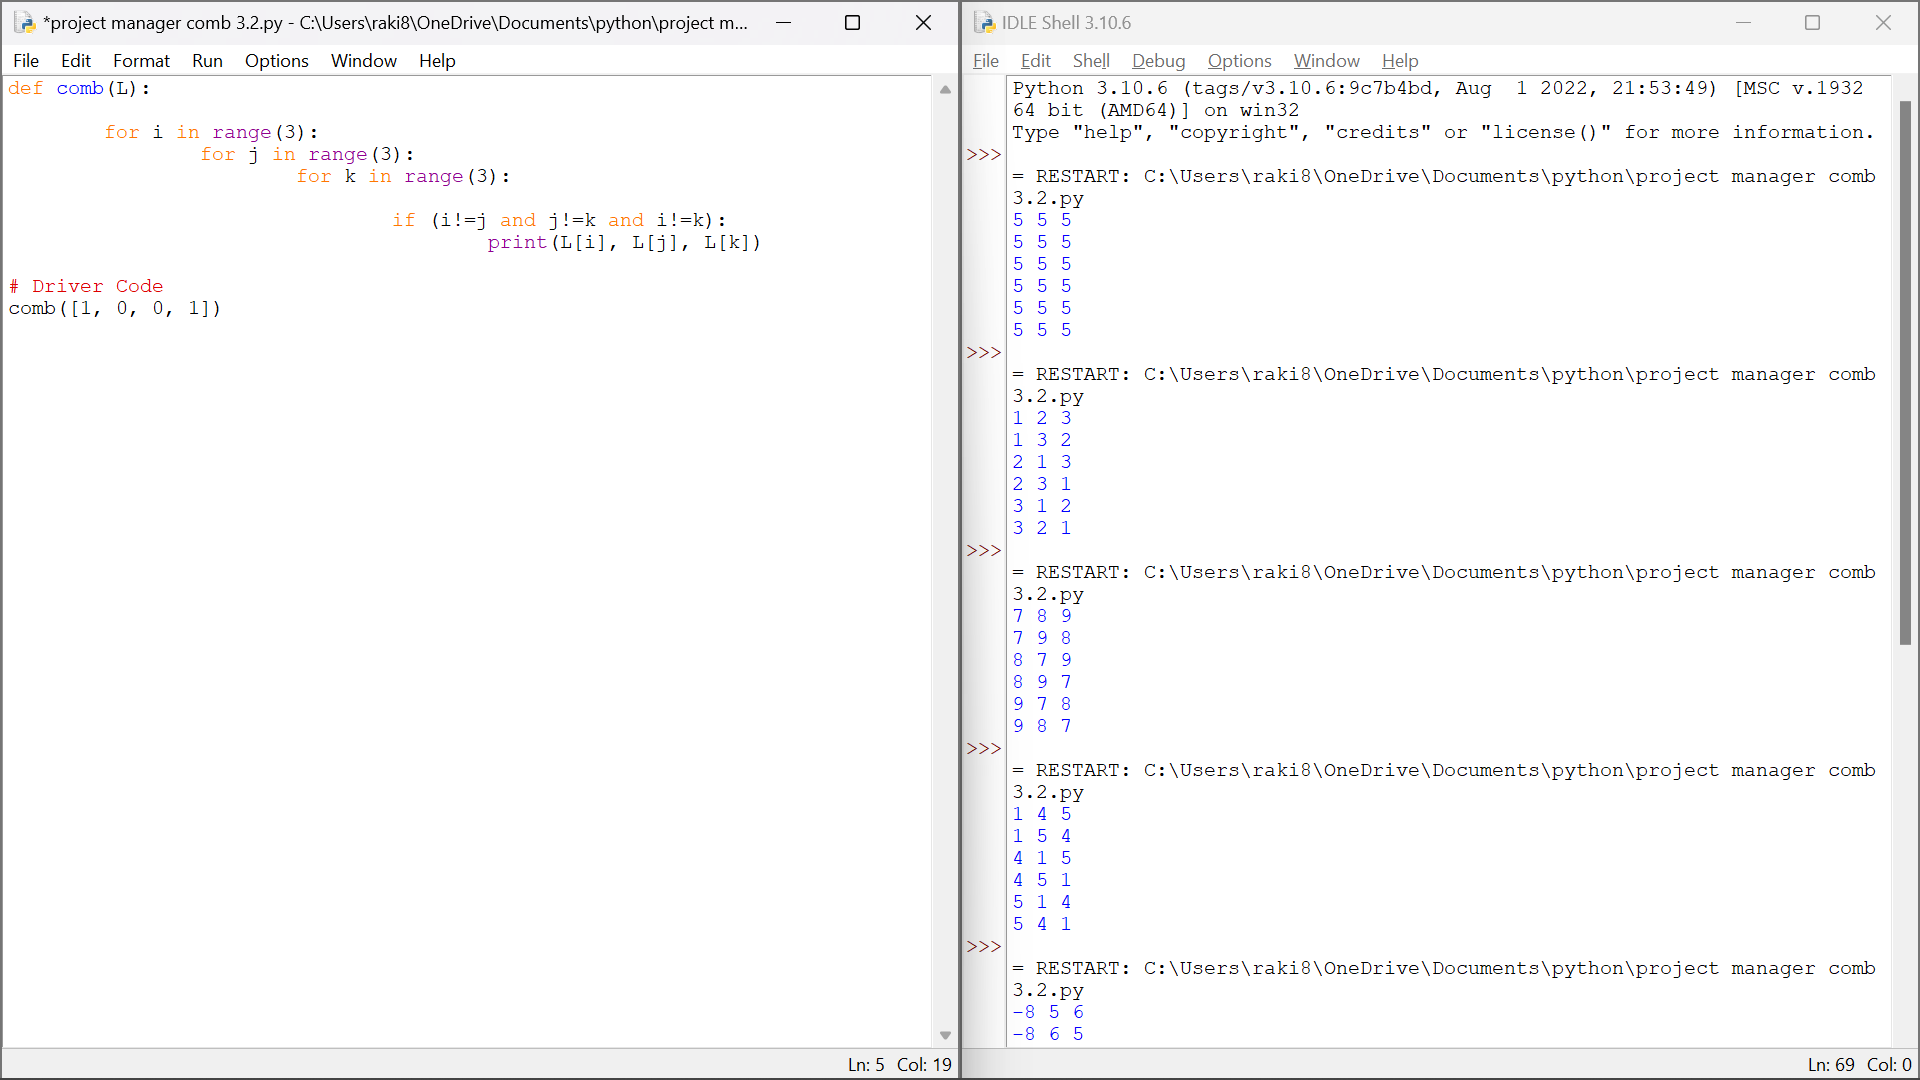 *project manager comb 3.2.py - C:\Users\raki8\OneDrive\Documents\python\project m...
File Edit Format Run Options Window Help
def comb(L):
for i in range(3):
for j in range(3):
for k in range(3):
if (i!=j and j!=k and i!=k):
print(L[i], L[j], L[k])
# Driver Code
comb([1, 0, 0, 1])
Ln: 5 Col: 19
IDLE Shell 3.10.6
File Edit Shell Debug Options Window Help
Python 3.10.6 (tags/v3.10.6:9c7b4bd, Aug  1 2022, 21:53:49) [MSC v.1932
64 bit (AMD64)] on win32
Type "help", "copyright", "credits" or "license()" for more information.
>>>
= RESTART: C:\Users\raki8\OneDrive\Documents\python\project manager comb
3.2.py
5 5 5
5 5 5
5 5 5
5 5 5
5 5 5
5 5 5
>>>
= RESTART: C:\Users\raki8\OneDrive\Documents\python\project manager comb
3.2.py
1 2 3
1 3 2
2 1 3
2 3 1
3 1 2
3 2 1
>>>
= RESTART: C:\Users\raki8\OneDrive\Documents\python\project manager comb
3.2.py
7 8 9
7 9 8
8 7 9
8 9 7
9 7 8
9 8 7
>>>
= RESTART: C:\Users\raki8\OneDrive\Documents\python\project manager comb
3.2.py
1 4 5
1 5 4
4 1 5
4 5 1
5 1 4
5 4 1
>>>
= RESTART: C:\Users\raki8\OneDrive\Documents\python\project manager comb
3.2.py
-8 5 6
-8 6 5
Ln: 69 Col: 0